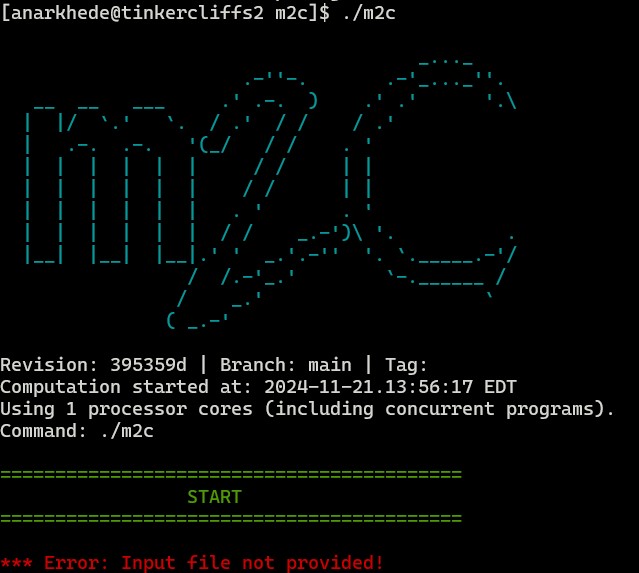 [anarkhede@tinkercliffs2 m2c]$ ./m2c
m2c
Revision: 395359d | Branch: main | Tag:
Computation started at: 2024-11-21.13:56:17 EDT
Using 1 processor cores (including concurrent programs).
Command: ./m2c
==========================================
START
==========================================
*** Error: Input file not provided!